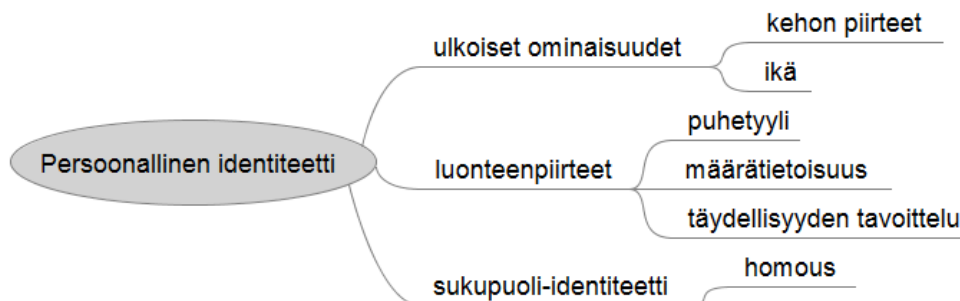 Persoonallinen identiteetti
ulkoiset ominaisuudet
kehon piirteet
ikä
luonteenpiirteet
puhetyyli
määrätietoisuus
täydellisyyden tavoittelu
sukupuoli-identiteetti
homous